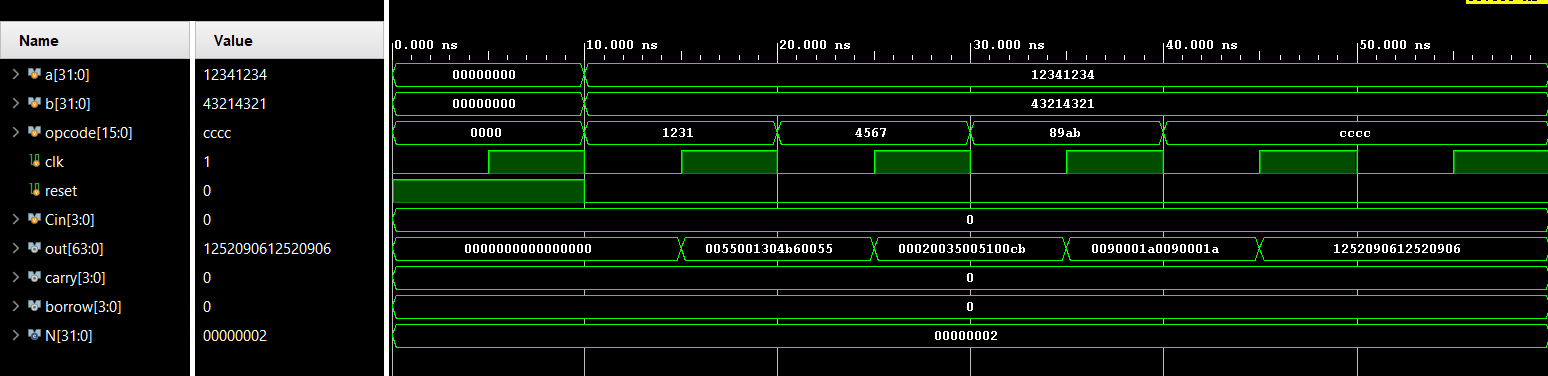 Name Value
0.000 ns 10.000 ns 20.000 ns 30.000 ns 40.000 ns 50.000 ns
a[31:0] 12341234 00000000 12341234
b[31:0] 43214321 00000000 43214321
opcode[15:0] cccc 0000 1231 4567 89ab cccc
clk 1
reset 0
Cin[3:0] 0 0
out[63:0] 1252090612520906 0000000000000000 0055001304b60055 00020035005100cb 0090001a0090001a 1252090612520906
carry[3:0] 0 0
borrow[3:0] 0 0
N[31:0] 00000002 00000002